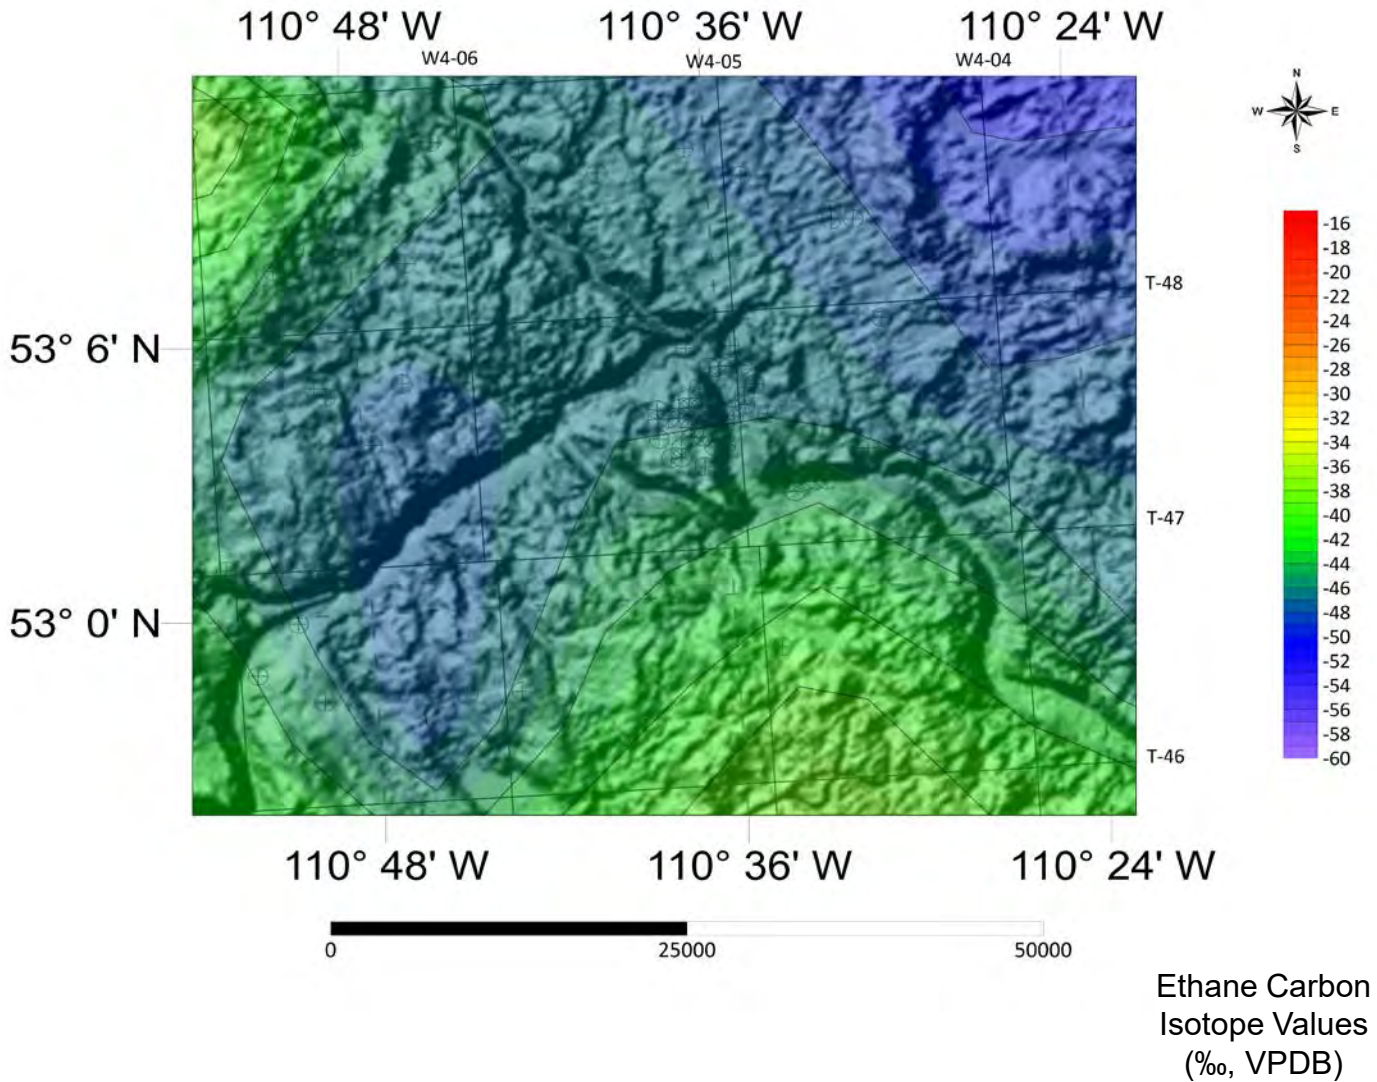 110° 48' W
110° 36' W
110° 24' W
W4-06
W4-05
W4-04
N
W
E
S
-16
-18
-20
-22
-24
-26
-28
-30
-32
-34
-36
-38
-40
-42
-44
-46
-48
-50
-52
-54
-56
-58
-60
T-48
53° 6' N
T-47
53° 0' N
T-46
110° 48' W
110° 36' W
110° 24' W
0
25000
50000
Ethane Carbon
Isotope Values
(‰, VPDB)